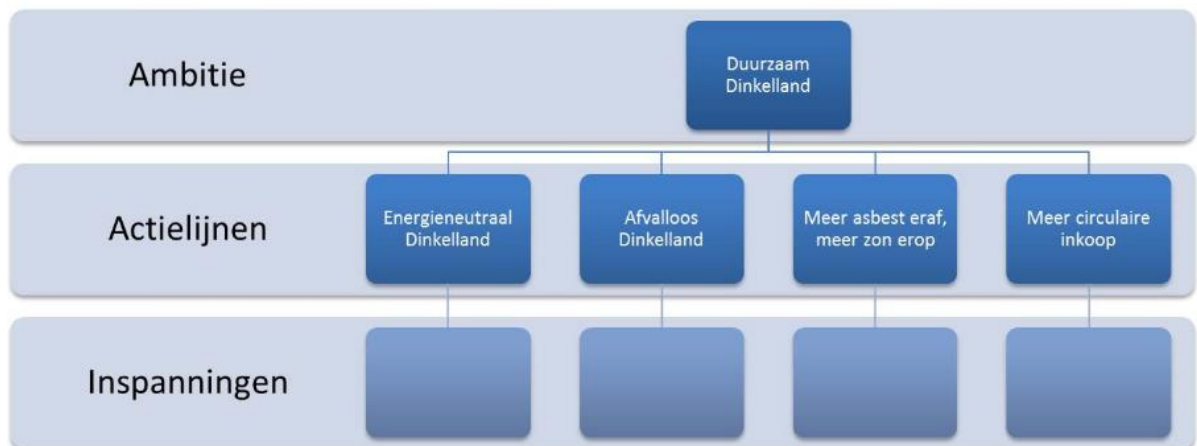 Ambitie
Duurzaam
Dinkelland
Actielijnen
Energieneutraal
Dinkelland
Afvalloos
Dinkelland
Meer asbest eraf,
meer zon erop
Meer circulaire
inkoop
Inspanningen